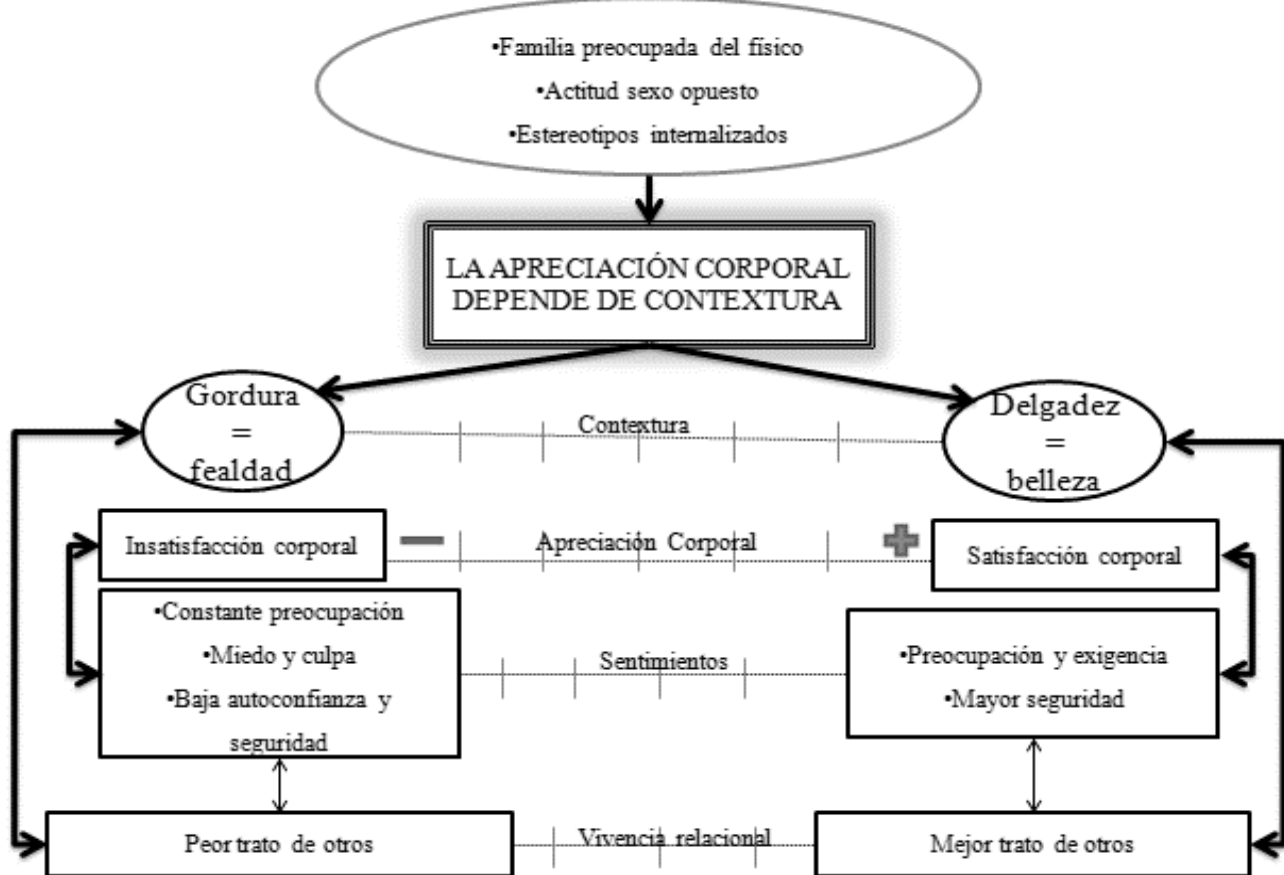 •Familia preocupada del físico
•Actitud sexo opuesto
•Estereotipos internalizados
LA APRECIACIÓN CORPORAL
DEPENDE DE CONTEXTURA
Gordura
=
fealdad
Contextura
Delgadez
=
belleza
Insatisfacción corporal
Apreciación Corporal
Satisfacción corporal
•Constante preocupación
•Miedo y culpa
•Baja autoconfianza y
seguridad
Sentimientos
•Preocupación y exigencia
•Mayor seguridad
Peor trato de otros
Vivencia relacional
Mejor trato de otros